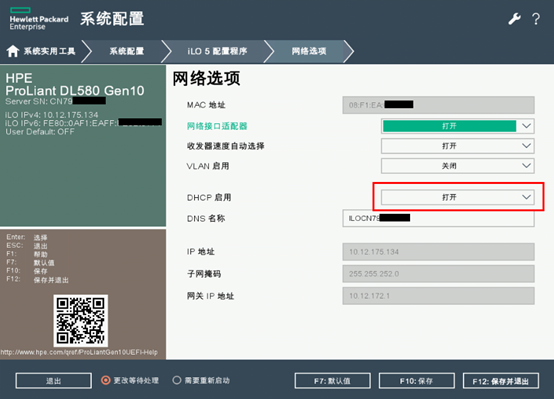 Hewlett Packard
Enterprise
系统配置
?
系统实用工具
系统配置
iLO 5 配置程序
网络选项
HPE
ProLiant DL580 Gen10
Server SN: CN79
iLO IPv4: 10.12.175.134
iLO IPv6: FE80::0AF1:EAFF:
User Default: OFF
Enter: 选择
ESC: 退出
F1: 帮助
F7: 默认值
F10: 保存
F12: 保存并退出
http://www.hpe.com/qref/ProLiantGen10UEFI-Help
网络选项
MAC 地址 08:F1:EA:
网络接口适配器 打开
收发器速度自动选择 打开
VLAN 启用 关闭
DHCP 启用 打开
DNS 名称 ILOCN79
IP 地址 10.12.175.134
子网掩码 255.255.252.0
网关 IP 地址 10.12.172.1
退出
更改等待处理
需要重新启动
F7: 默认值
F10: 保存
F12: 保存并退出